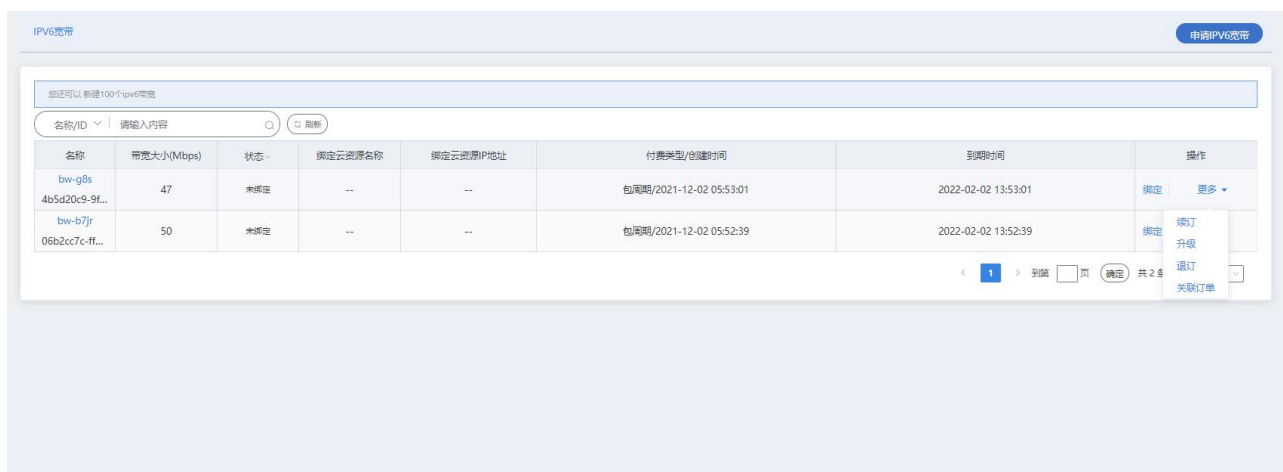 IPV6宽带
申请IPV6宽带
您还可以 新建100个ipv6带宽
名称/ID 请输入内容 刷新
名称 带宽大小(Mbps) 状态 绑定云资源名称 绑定云资源IP地址 付费类型/创建时间 到期时间 操作
bw-g8s
4b5d20c9-9f... 47 未绑定 -- -- 包周期/2021-12-02 05:53:01 2022-02-02 13:53:01 绑定 更多
bw-b7jr
06b2cc7c-ff... 50 未绑定 -- -- 包周期/2021-12-02 05:52:39 2022-02-02 13:52:39 绑定
续订
升级
退订
关联订单
1 到第 页 确定 共 2